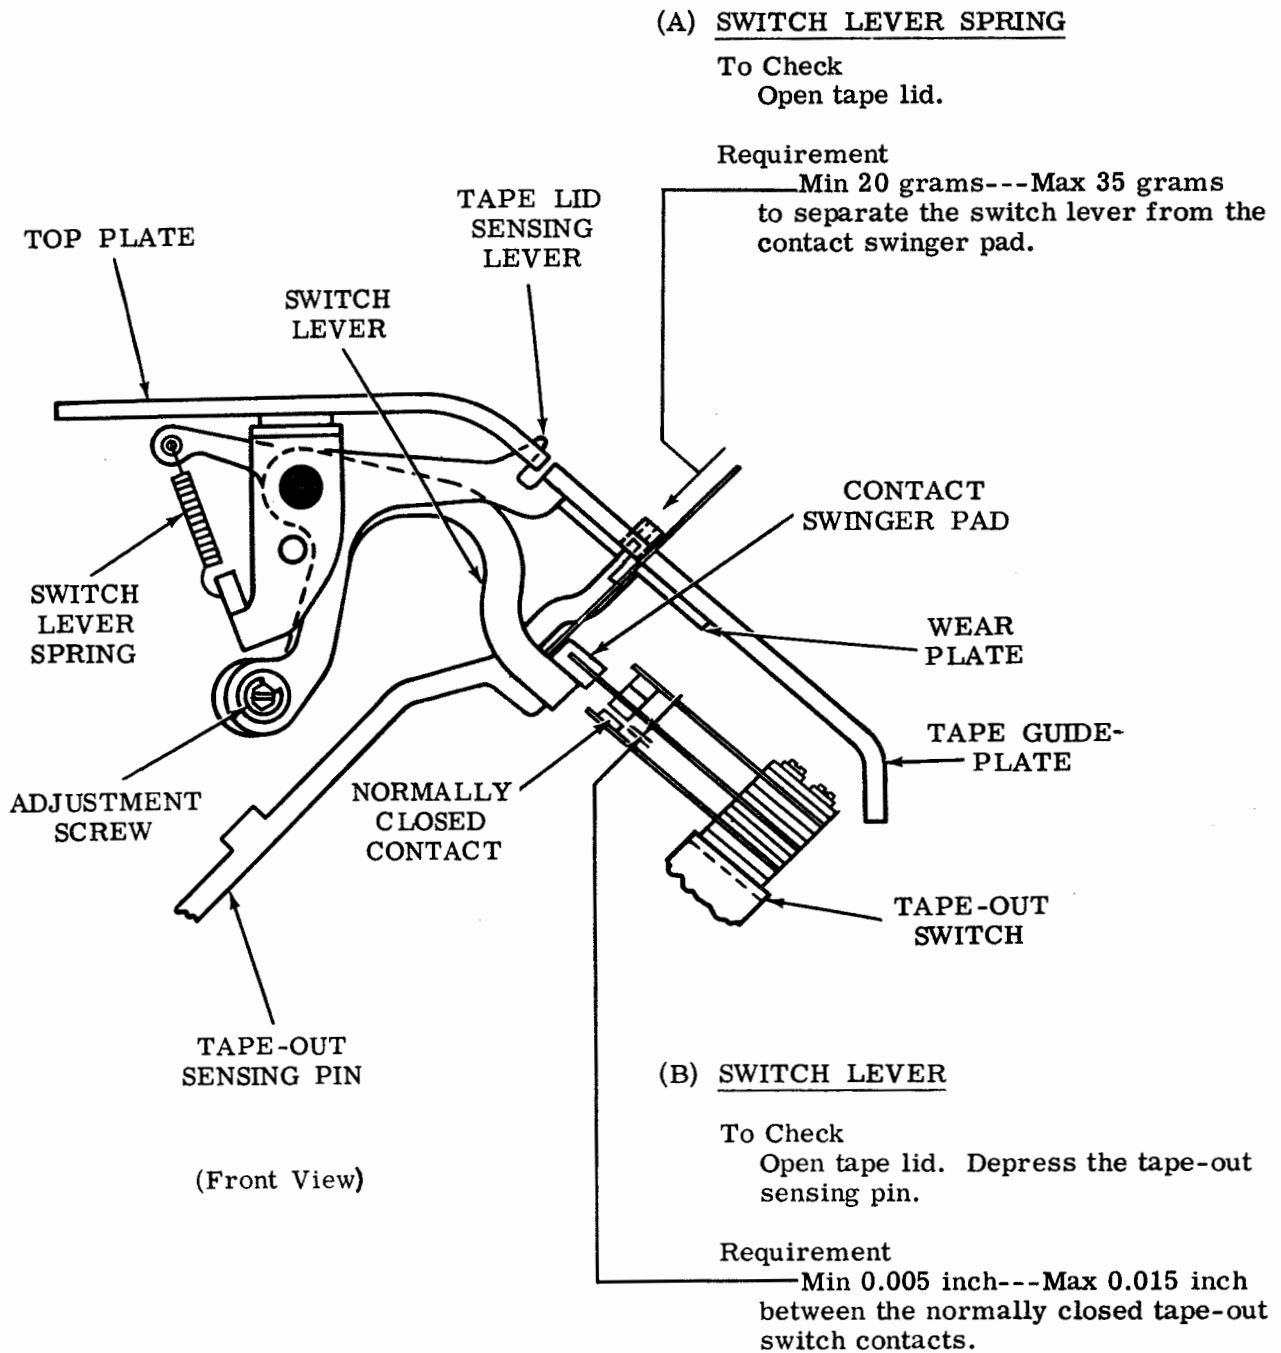 (A) SWITCH LEVER SPRING
To Check
Open tape lid.
Requirement
Min 20 grams---Max 35 grams
to separate the switch lever from the
contact swinger pad.
TAPE LID
SENSING
LEVER
TOP PLATE
SWITCH
LEVER
CONTACT
SWINGER PAD
SWITCH
LEVER
SPRING
WEAR
PLATE
TAPE GUIDE-
PLATE
ADJUSTMENT
SCREW
NORMALLY
CLOSED
CONTACT
TAPE-OUT
SWITCH
TAPE-OUT
SENSING PIN
(Front View)
(B) SWITCH LEVER
To Check
Open tape lid. Depress the tape-out
sensing pin.
Requirement
Min 0.005 inch---Max 0.015 inch
between the normally closed tape-out
switch contacts.